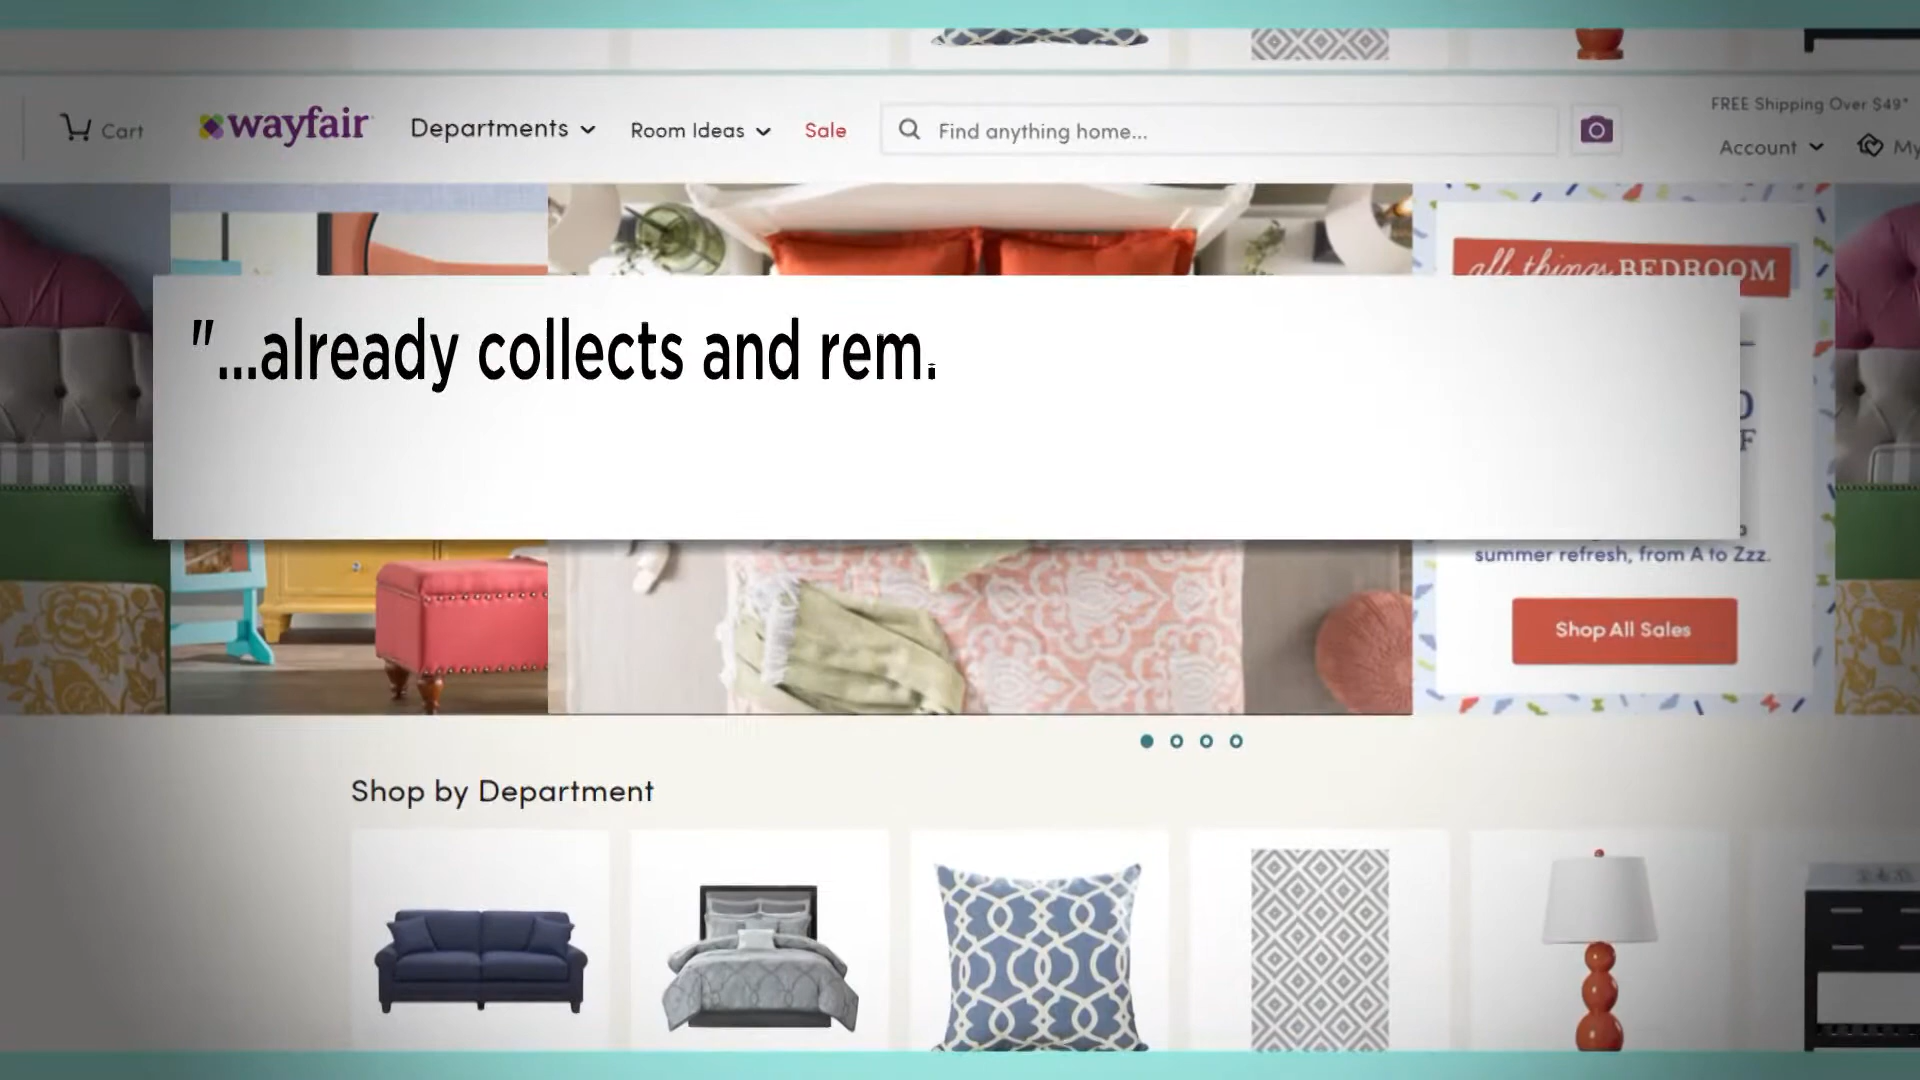 FREE Shipping Over $49*
Cart
wayfair
Departments
Room Ideas
Sale
Find anything home...
Account
My
all things BEDROOM
"...already collects and rem
summer refresh, from A to Zzz.
Shop All Sales
Shop by Department